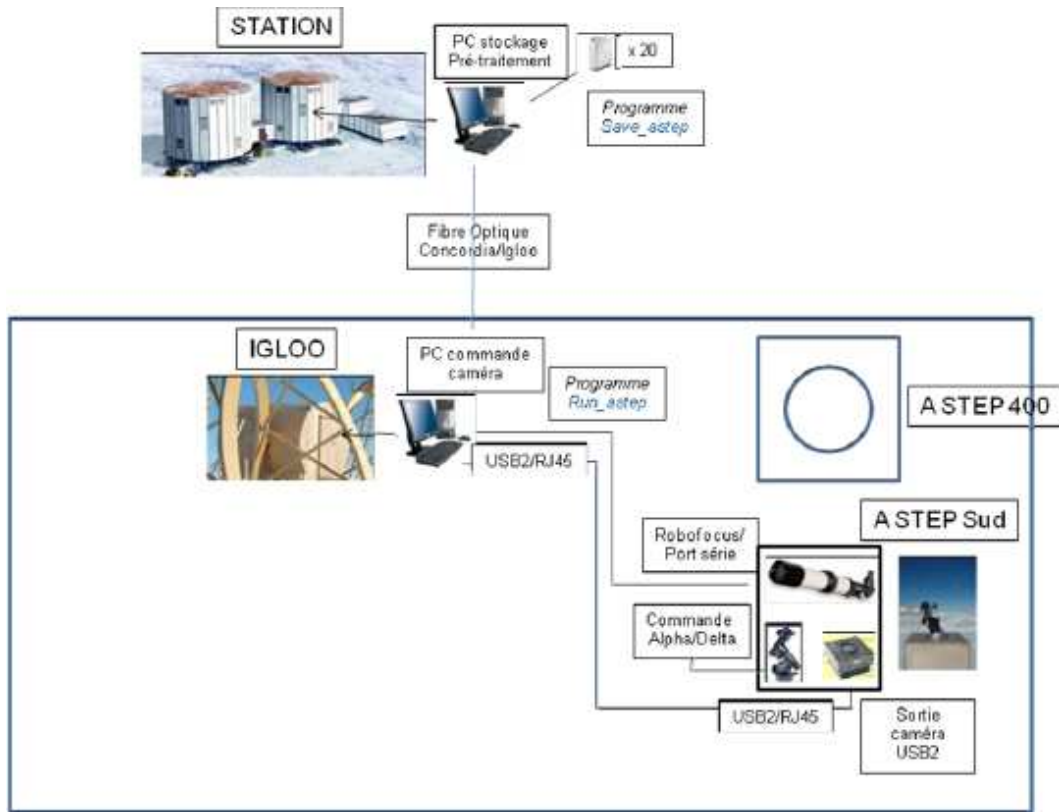 STATION
PC stockage
Pré-traitement
x 20
Programme
Save_astep
Fibre Optique
Concordia/Igloo
IGLOO
PC commande
caméra
Programme
Run_astep
USB2/RJ45
A STEP 400
A STEP Sud
Robofocus/
Port série
Commande
Alpha/Delta
USB2/RJ45
Sortie
caméra
USB2